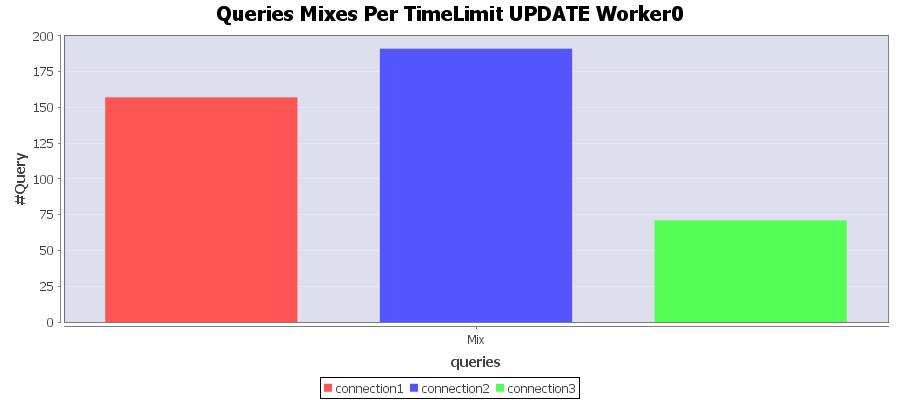 Queries Mixes Per TimeLimit UPDATE Worker0
200
175
150
125
100
75
50
25
0
#Query
Mix
queries
connection1 connection2 connection3